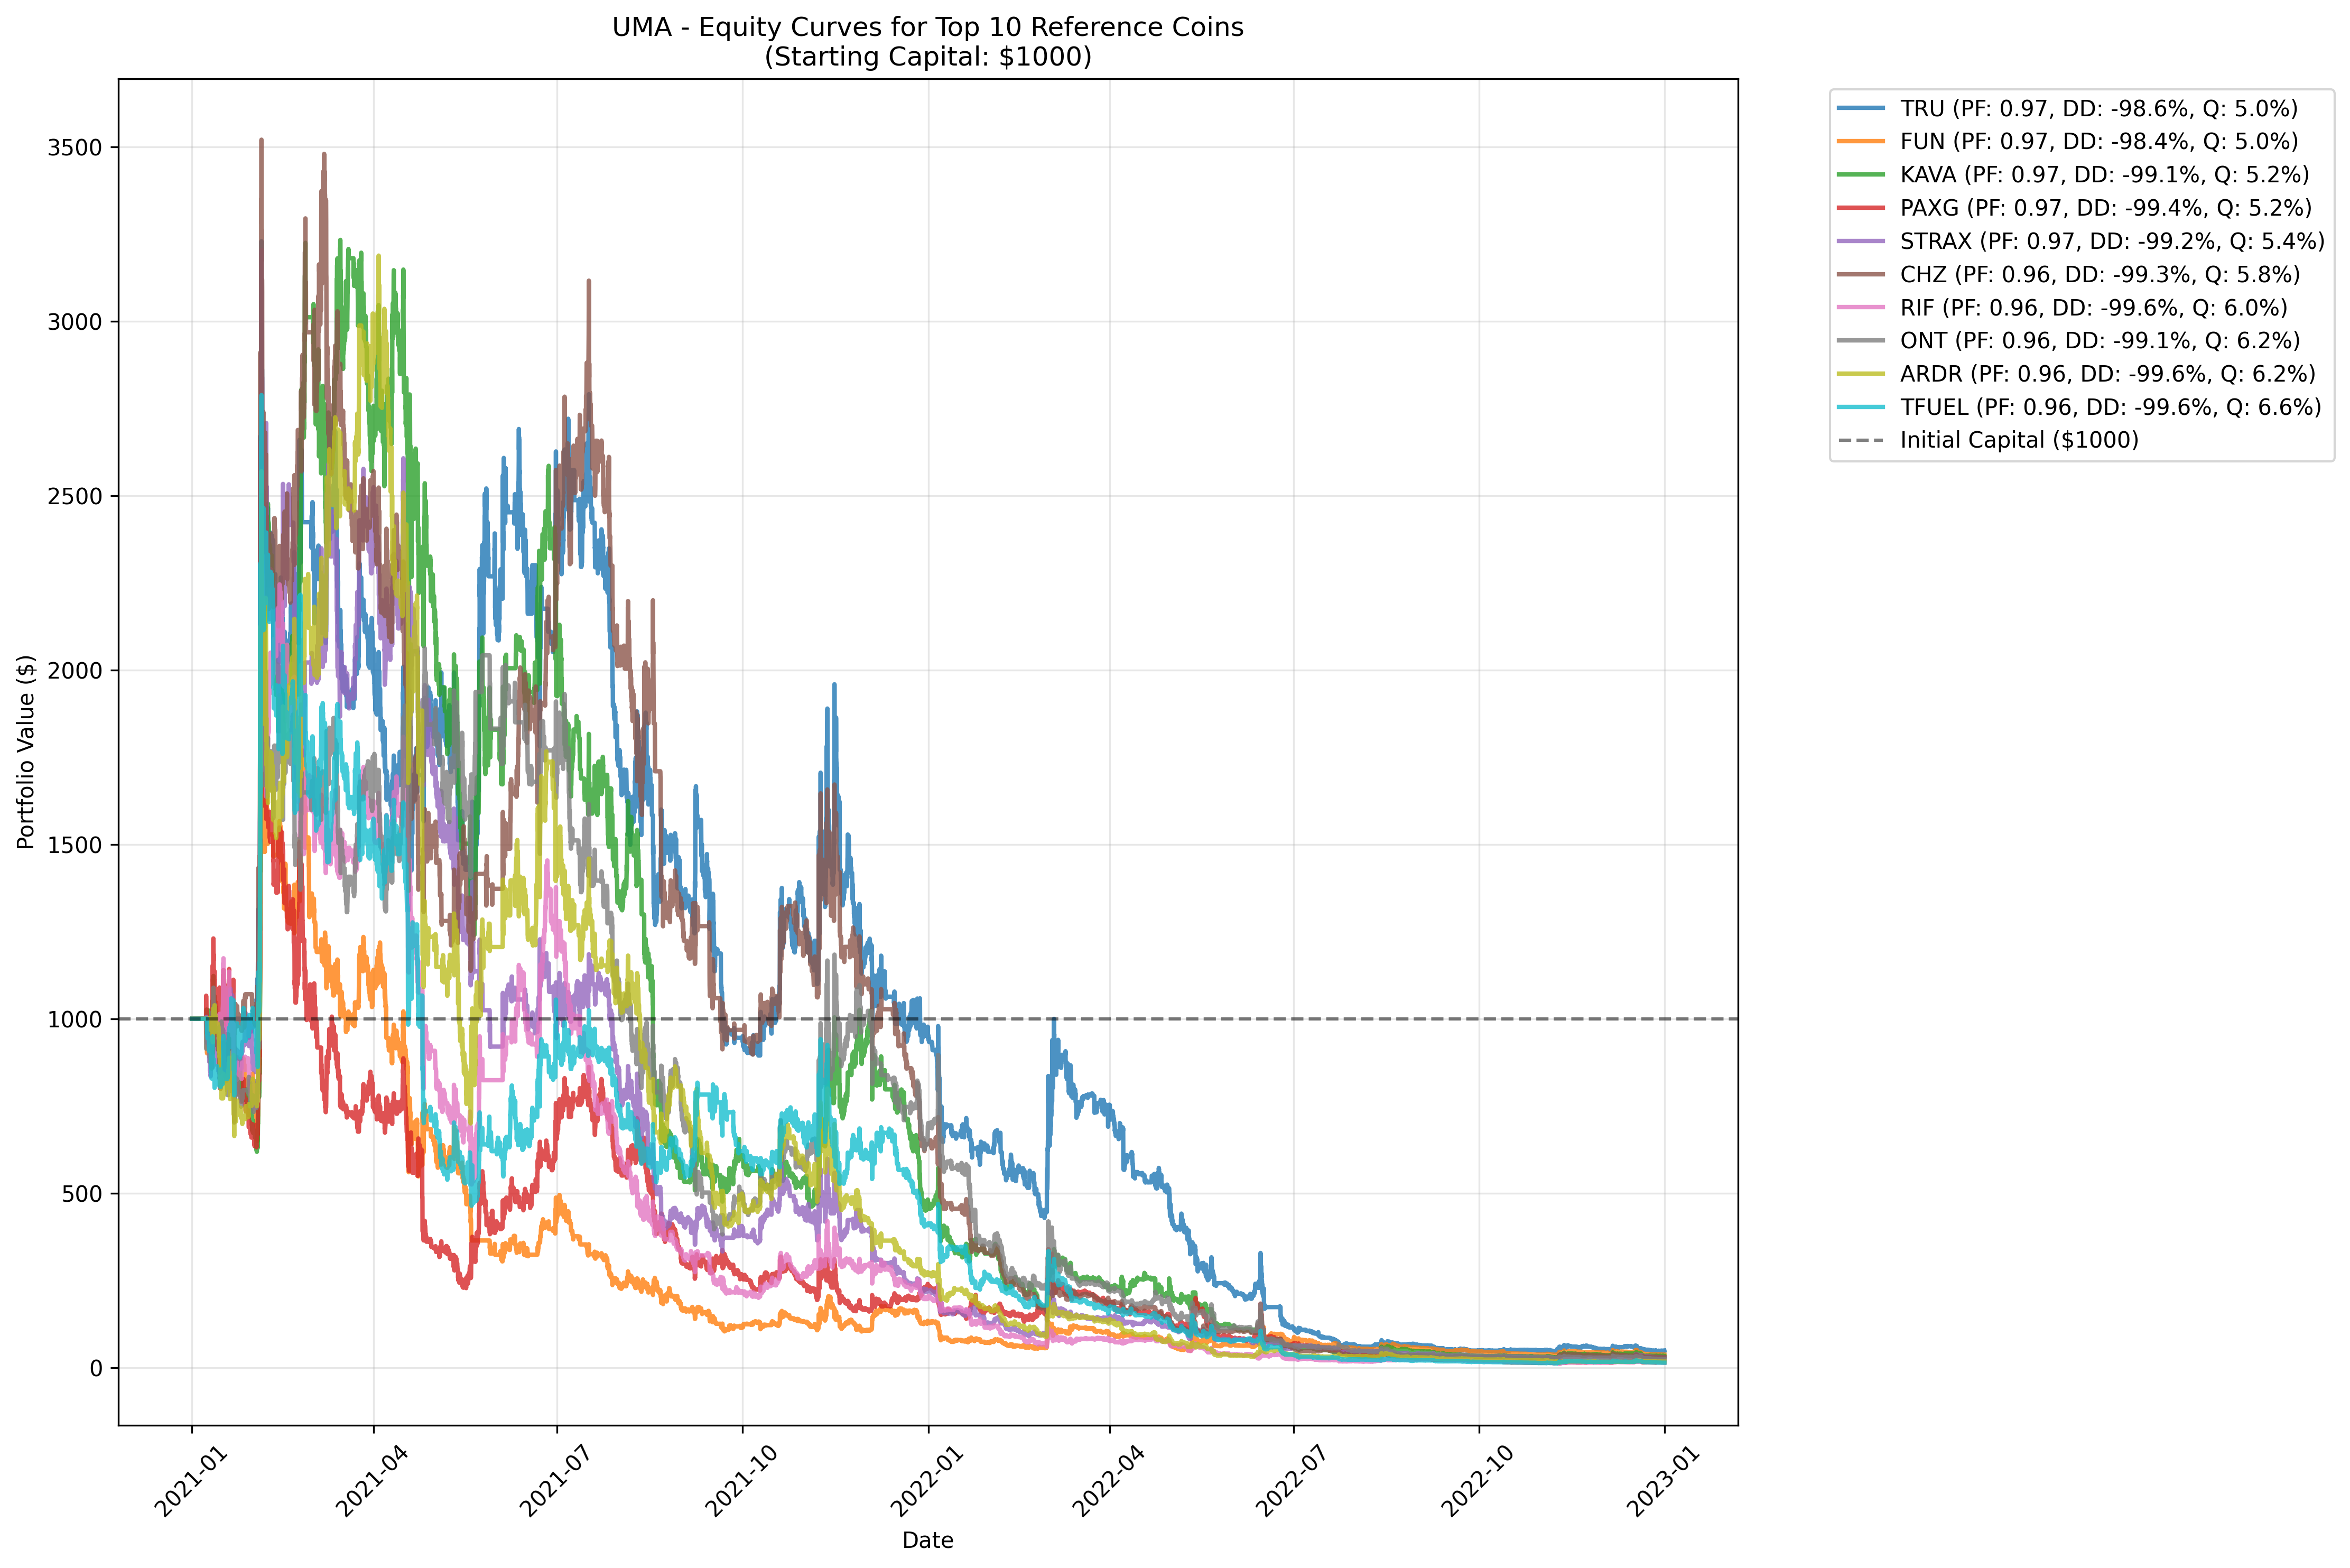 UMA - Equity Curves for Top 10 Reference Coins
(Starting Capital: $1000)
Portfolio Value ($)
3500
3000
2500
2000
1500
1000
500
0
2021-01
2021-04
2021-07
2021-10
2022-01
2022-04
2022-07
2022-10
2023-01
Date
TRU (PF: 0.97, DD: -98.6%, Q: 5.0%)
FUN (PF: 0.97, DD: -98.4%, Q: 5.0%)
KAVA (PF: 0.97, DD: -99.1%, Q: 5.2%)
PAXG (PF: 0.97, DD: -99.4%, Q: 5.2%)
STRAX (PF: 0.97, DD: -99.2%, Q: 5.4%)
CHZ (PF: 0.96, DD: -99.3%, Q: 5.8%)
RIF (PF: 0.96, DD: -99.6%, Q: 6.0%)
ONT (PF: 0.96, DD: -99.1%, Q: 6.2%)
ARDR (PF: 0.96, DD: -99.6%, Q: 6.2%)
TFUEL (PF: 0.96, DD: -99.6%, Q: 6.6%)
Initial Capital ($1000)